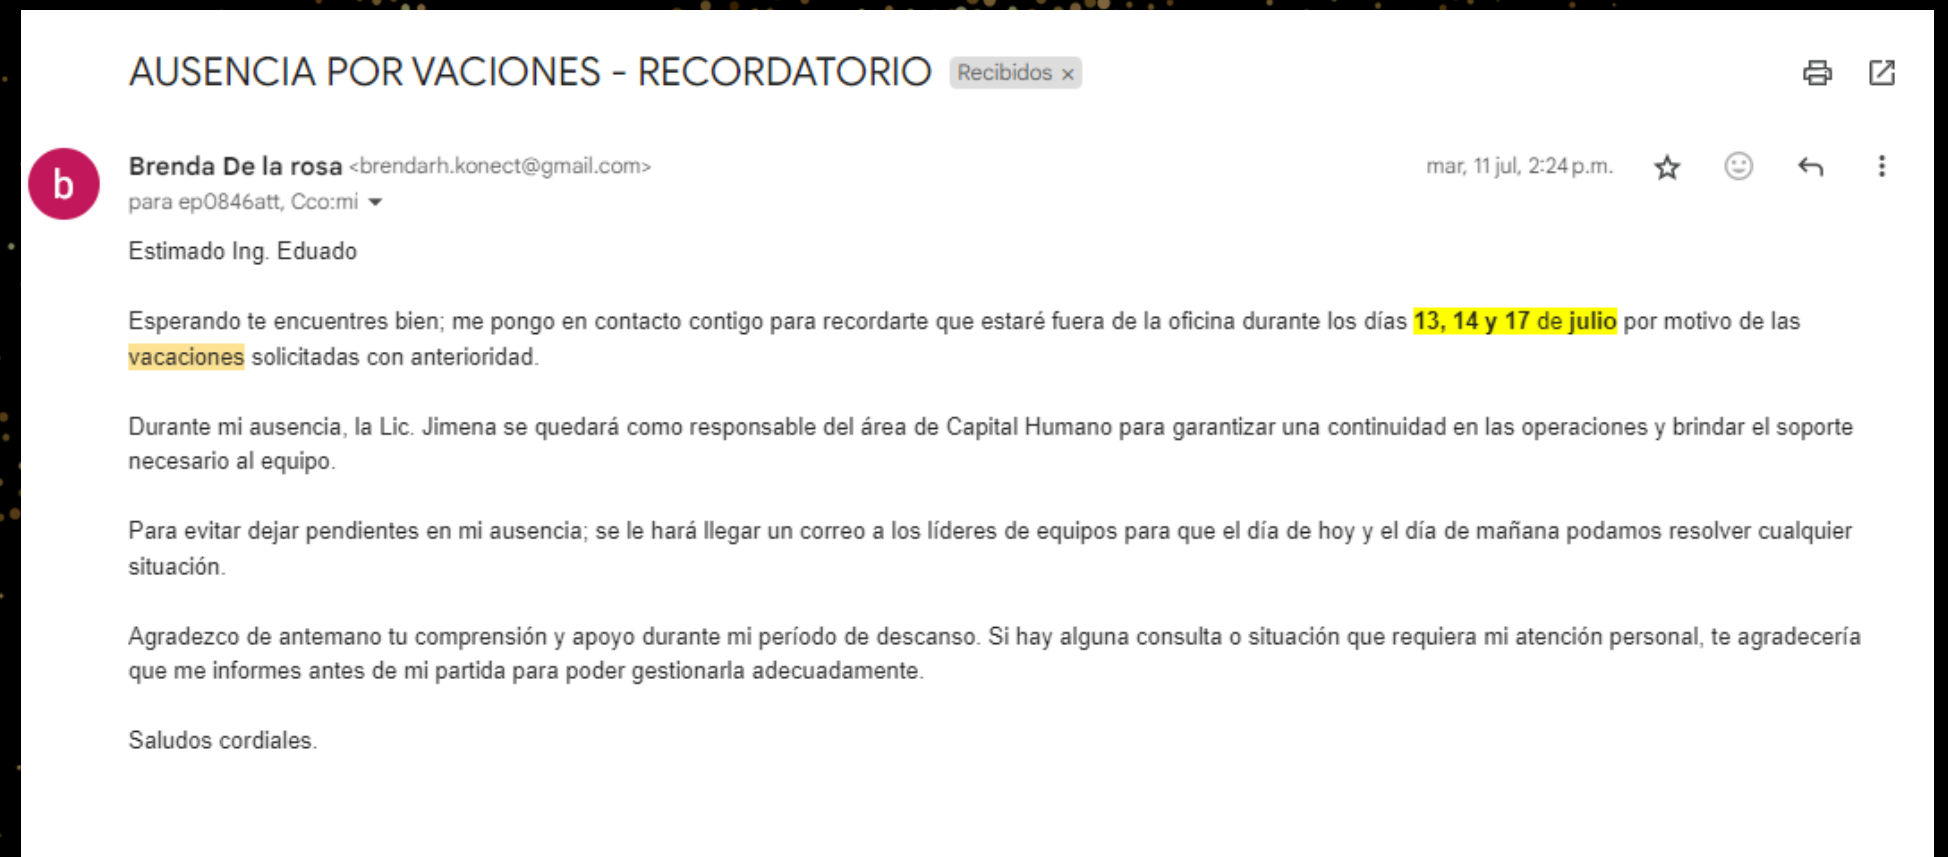 AUSENCIA POR VACIONES - RECORDATORIO Recibidos x
b
Brenda De la rosa <brendarh.konect@gmail.com> mar, 11 jul, 2:24 p.m.
para ep0846att, Cco:mi
Estimado Ing. Eduado
Esperando te encuentres bien; me pongo en contacto contigo para recordarte que estaré fuera de la oficina durante los días 13, 14 y 17 de julio por motivo de las
vacaciones solicitadas con anterioridad.
Durante mi ausencia, la Lic. Jimena se quedará como responsable del área de Capital Humano para garantizar una continuidad en las operaciones y brindar el soporte
necesario al equipo.
Para evitar dejar pendientes en mi ausencia; se le hará llegar un correo a los líderes de equipos para que el día de hoy y el día de mañana podamos resolver cualquier
situación.
Agradezco de antemano tu comprensión y apoyo durante mi período de descanso. Si hay alguna consulta o situación que requiera mi atención personal, te agradecería
que me informes antes de mi partida para poder gestionarla adecuadamente.
Saludos cordiales.